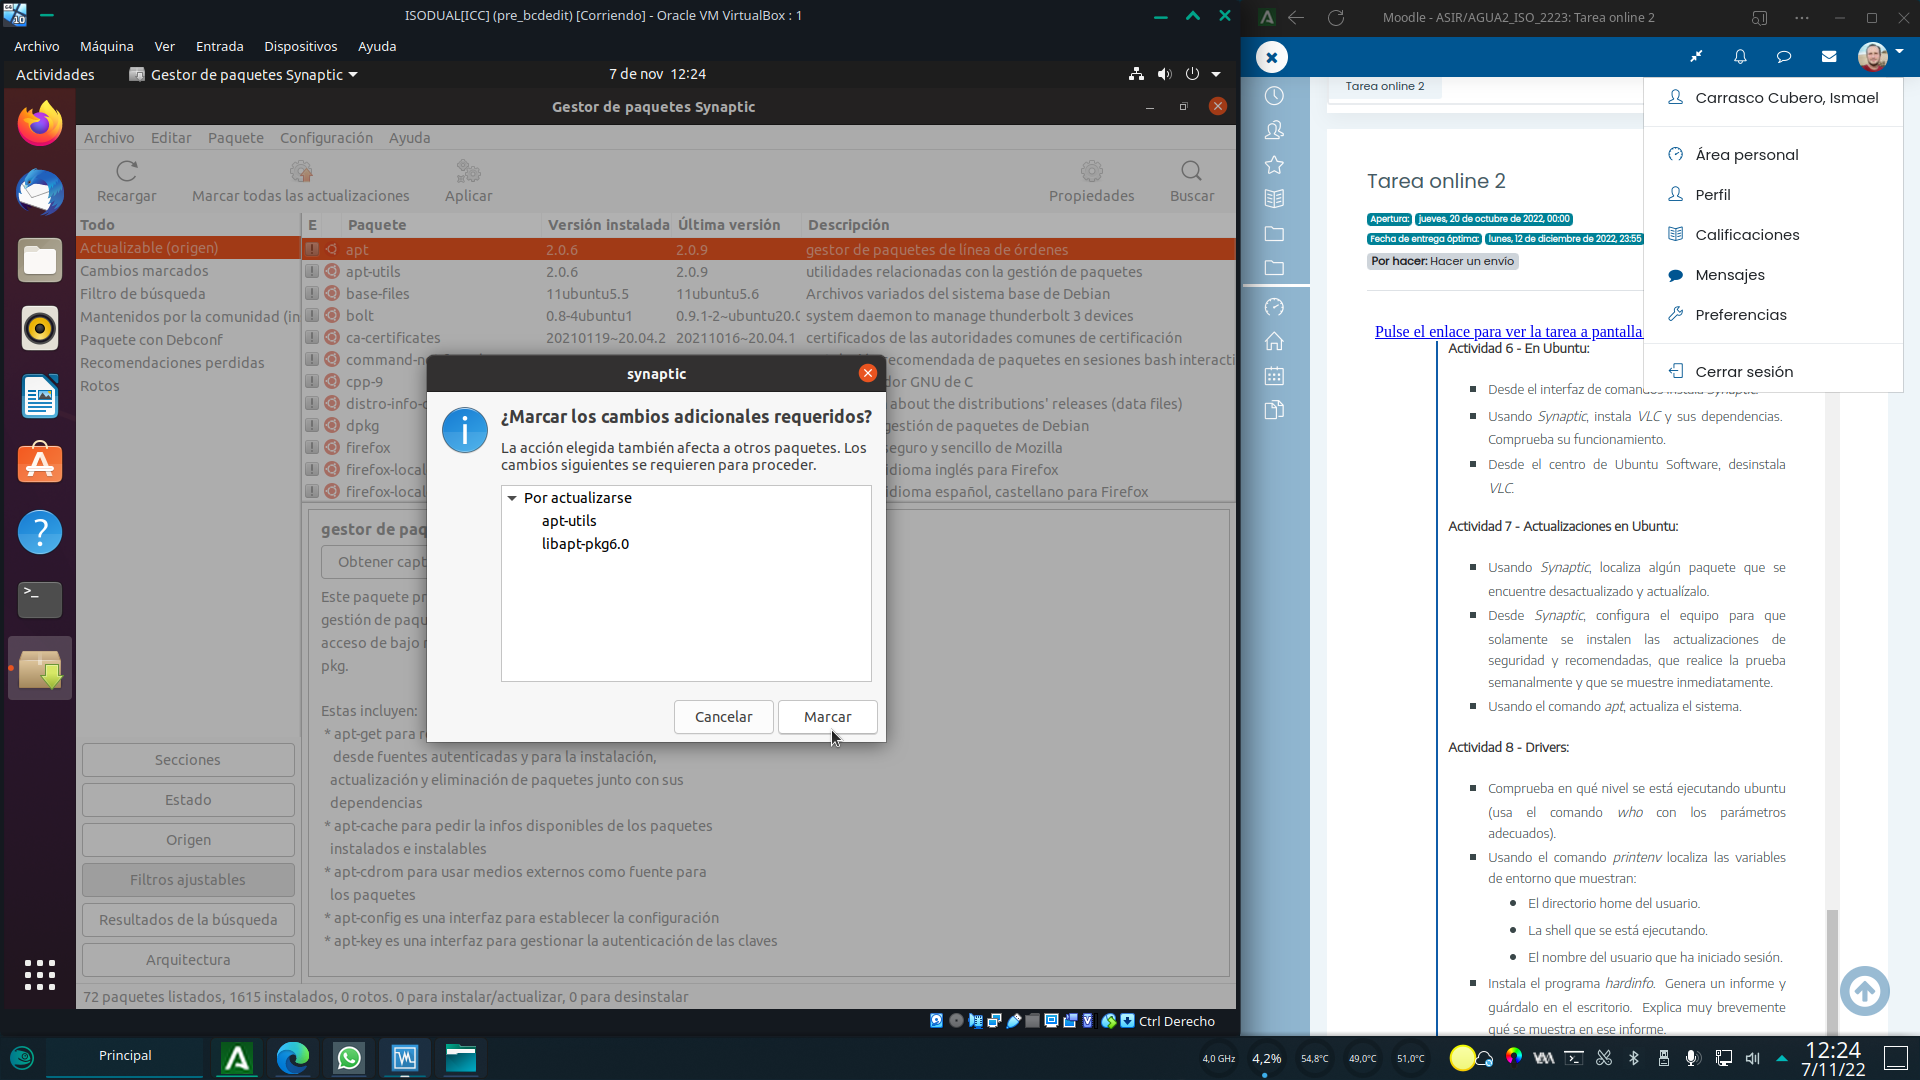 ISODUAL[ICC] (pre_bcdedit) [Corriendo] - Oracle VM VirtualBox : 1
Archivo Máquina Ver Entrada Dispositivos Ayuda
Actividades Gestor de paquetes Synaptic 7 de nov 12:24
Gestor de paquetes Synaptic
Archivo Editar Paquete Configuración Ayuda
Recargar Marcar todas las actualizaciones Aplicar Propiedades Buscar
Todo
Actualizable (origen)
Cambios marcados
Filtro de búsqueda
Mantenidos por la comunidad (in
Paquete con Debconf
Recomendaciones perdidas
Rotos
E Paquete Versión instalada Última versión Descripción
apt 2.0.6 2.0.9 gestor de paquetes de línea de órdenes
apt-utils 2.0.6 2.0.9 utilidades relacionadas con la gestión de paquetes
base-files 11ubuntu5.5 11ubuntu5.6 Archivos variados del sistema base de Debian
bolt 0.8-4ubuntu1 0.9.1-2~ubuntu20.0 system daemon to manage thunderbolt 3 devices
ca-certificates 20210119~20.04.2 20211016~20.04.1 certificados de las autoridades comunes de certificación
recomendada de paquetes en sesiones bash interacti
cpp-9 dor GNU de C
distro-info-d about the distributions' releases (data files)
dpkg gestión de paquetes de Debian
firefox seguro y sencillo de Mozilla
firefox-local idioma inglés para Firefox
firefox-local idioma español, castellano para Firefox
synaptic
¿Marcar los cambios adicionales requeridos?
La acción elegida también afecta a otros paquetes. Los
cambios siguientes se requieren para proceder.
Por actualizarse
apt-utils
libapt-pkg6.0
Cancelar Marcar
gestor de paq
Obtener capt
Este paquete pr
gestión de paqu
acceso de bajo
pkg.
Estas incluyen:
* apt-get para r
desde fuentes autenticadas y para la instalación,
actualización y eliminación de paquetes junto con sus
dependencias
* apt-cache para pedir la infos disponibles de los paquetes
instalados e instalables
* apt-cdrom para usar medios externos como fuente para
los paquetes
* apt-config es una interfaz para establecer la configuración
* apt-key es una interfaz para gestionar la autenticación de las claves
Secciones
Estado
Origen
Filtros ajustables
Resultados de la búsqueda
Arquitectura
72 paquetes listados, 1615 instalados, 0 rotos. 0 para instalar/actualizar, 0 para desinstalar
Ctrl Derecho
Moodle - ASIR/AGUA2_ISO_2223: Tarea online 2
Tarea online 2
Carrasco Cubero, Ismael
Área personal
Perfil
Calificaciones
Mensajes
Preferencias
Cerrar sesión
Tarea online 2
Apertura: jueves, 20 de octubre de 2022, 00:00
Fecha de entrega óptima: lunes, 12 de diciembre de 2022, 23:55
Por hacer: Hacer un envío
Pulse el enlace para ver la tarea a pantalla
Actividad 6 - En Ubuntu:
Desde el interfaz de comandos instala Synaptic.
Usando Synaptic, instala VLC y sus dependencias.
Comprueba su funcionamiento.
Desde el centro de Ubuntu Software, desinstala
VLC.
Actividad 7 - Actualizaciones en Ubuntu:
Usando Synaptic, localiza algún paquete que se
encuentre desactualizado y actualízalo.
Desde Synaptic, configura el equipo para que
solamente se instalen las actualizaciones de
seguridad y recomendadas, que realice la prueba
semanalmente y que se muestre inmediatamente.
Usando el comando apt, actualiza el sistema.
Actividad 8 - Drivers:
Comprueba en qué nivel se está ejecutando ubuntu
(usa el comando who con los parámetros
adecuados).
Usando el comando printenv localiza las variables
de entorno que muestran:
El directorio home del usuario.
La shell que se está ejecutando.
El nombre del usuario que ha iniciado sesión.
Instala el programa hardinfo. Genera un informe y
guárdalo en el escritorio. Explica muy brevemente
qué se muestra en ese informe.
Principal
4,0 GHz 4,2% 54,8°C 49,0°C 51,0°C
12:24
7/11/22